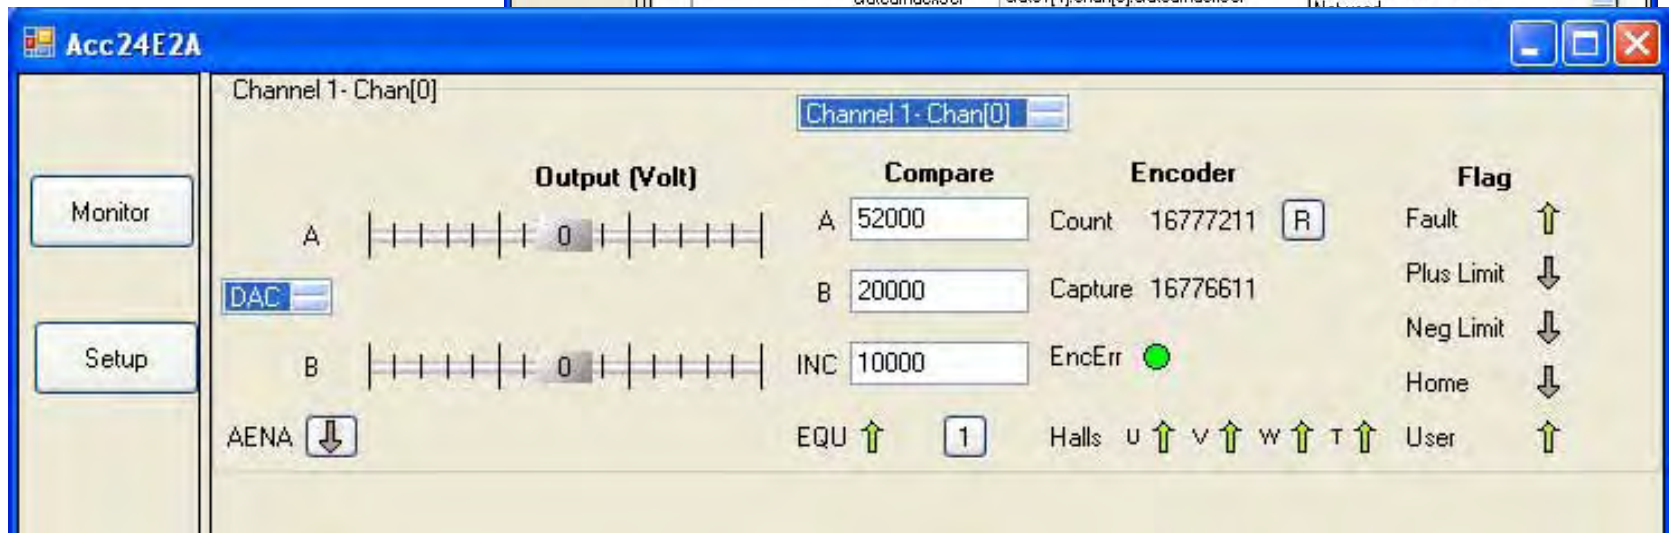 Acc24E2A
Channel 1- Chan[0]
Channel 1- Chan[0]
Output (Volt) Compare Encoder Flag
Monitor
A 0 A 52000 Count 16777211 R Fault
DAC B 20000 Capture 16776611 Plus Limit
Neg Limit
Setup
B 0 INC 10000 EncErr Home
AENA EQU 1 Halls U V W T User